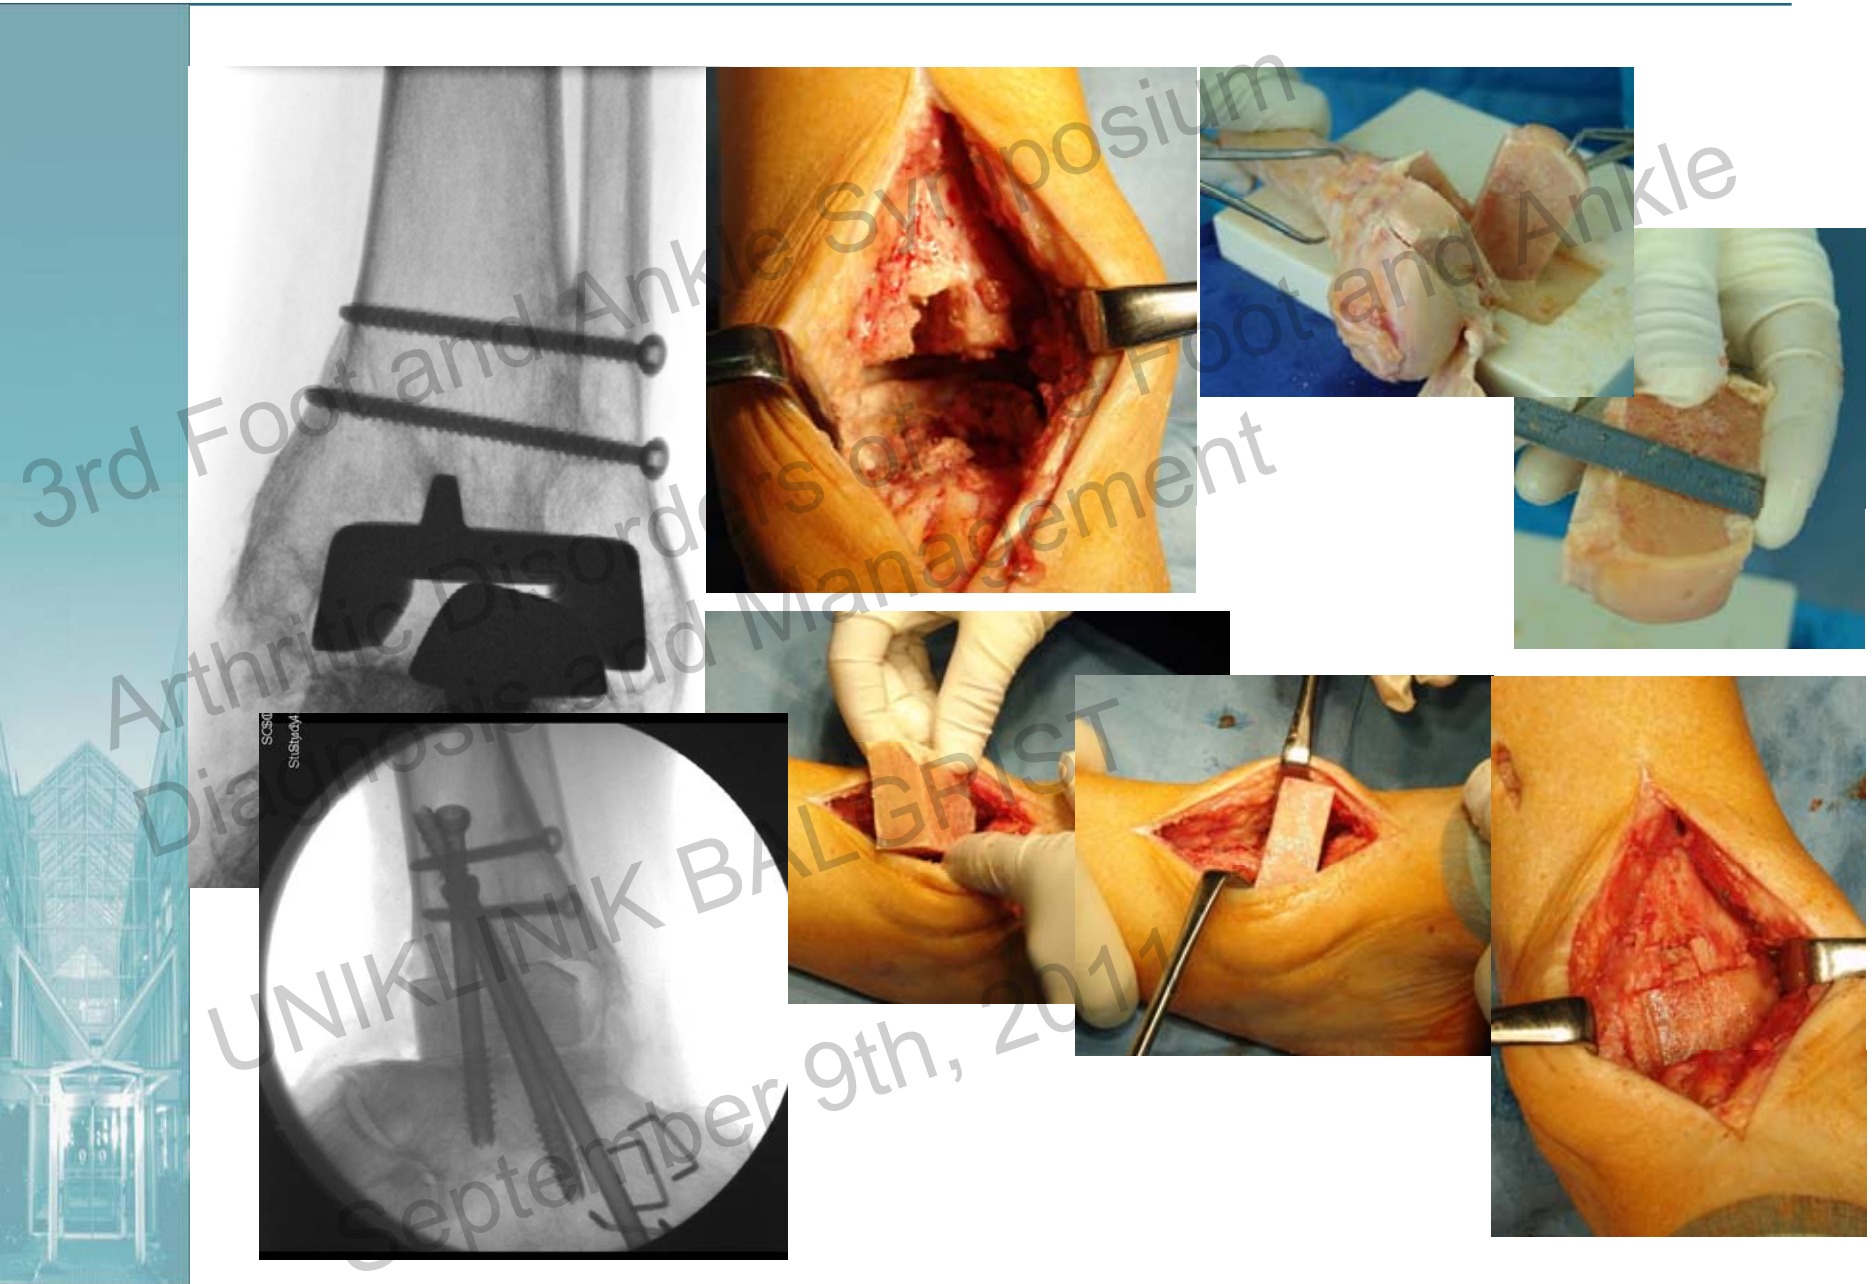 3rd Foot and Ankle Symposium
Arthritic Disorders of the Foot and Ankle
Diagnosis and Management
UNIKLINIK BALGRIST
September 9th, 2011